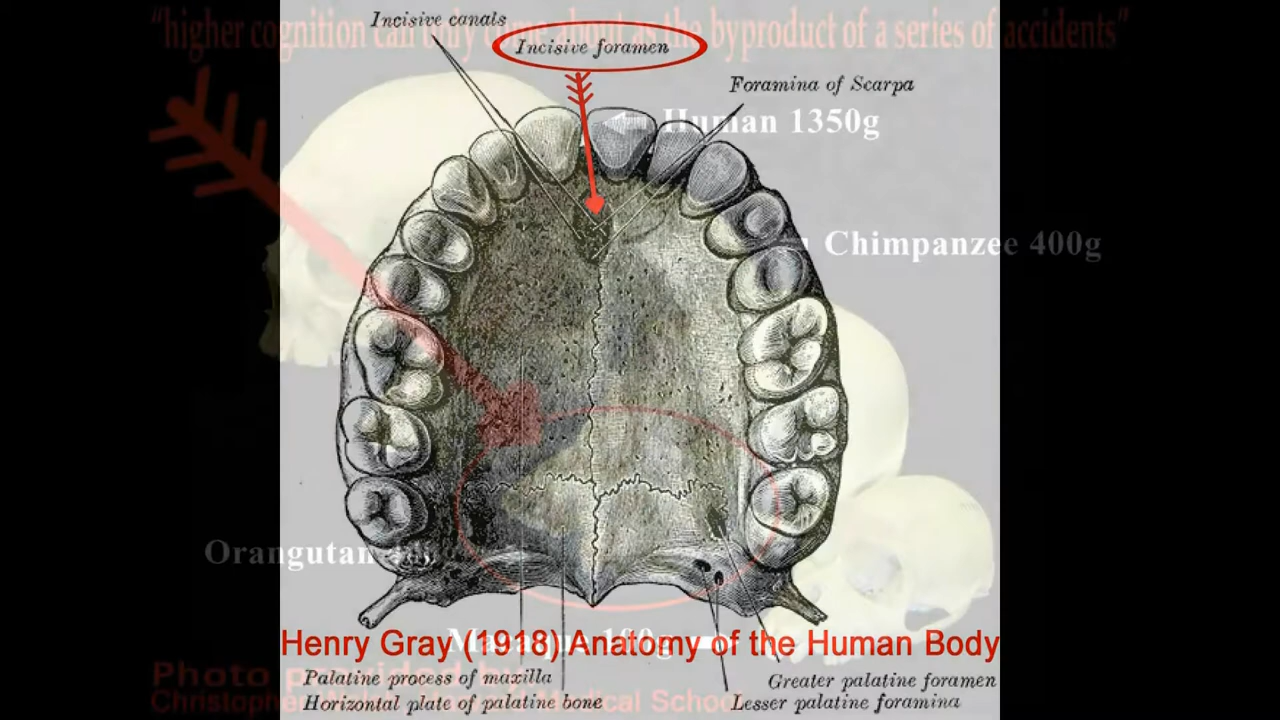 Incisive canals
"higher cognition can only come about as the byproduct of a series of accidents"
Incisive foramen
Foramina of Scarpa
Human 1350g
Chimpanzee 400g
Orangutan
Henry Gray (1918) Anatomy of the Human Body
Photo provided by
Palatine process of maxilla
Greater palatine foramen
Medical School
Horizontal plate of palatine bone
Lesser palatine foramina